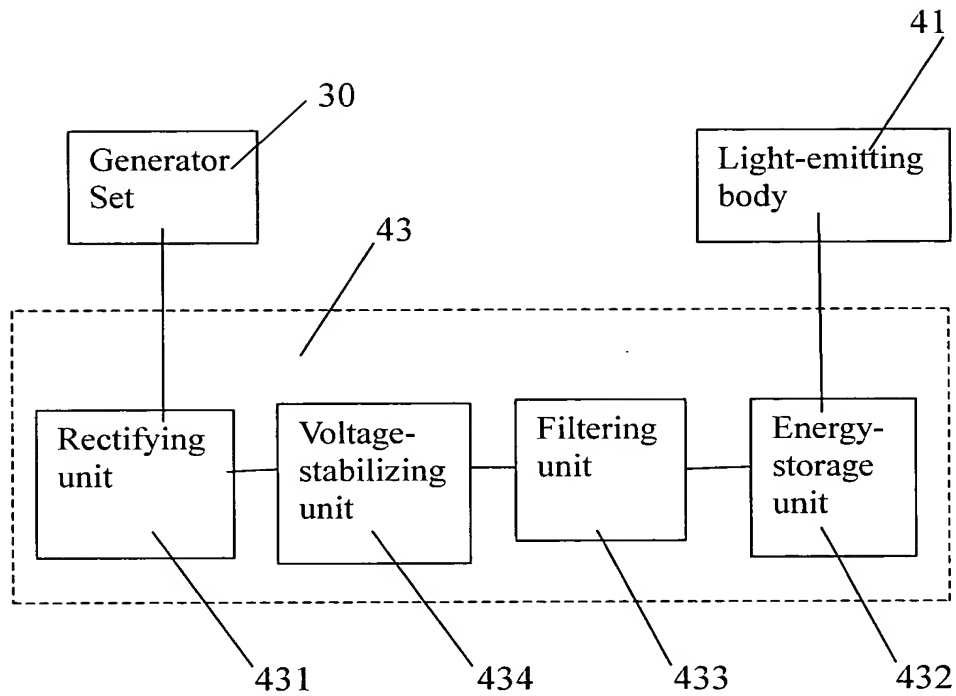 41
30
Generator
Set
Light-emitting
body
43
Rectifying
unit
Voltage-
stabilizing
unit
Filtering
unit
Energy-
storage
unit
431
434
433
432